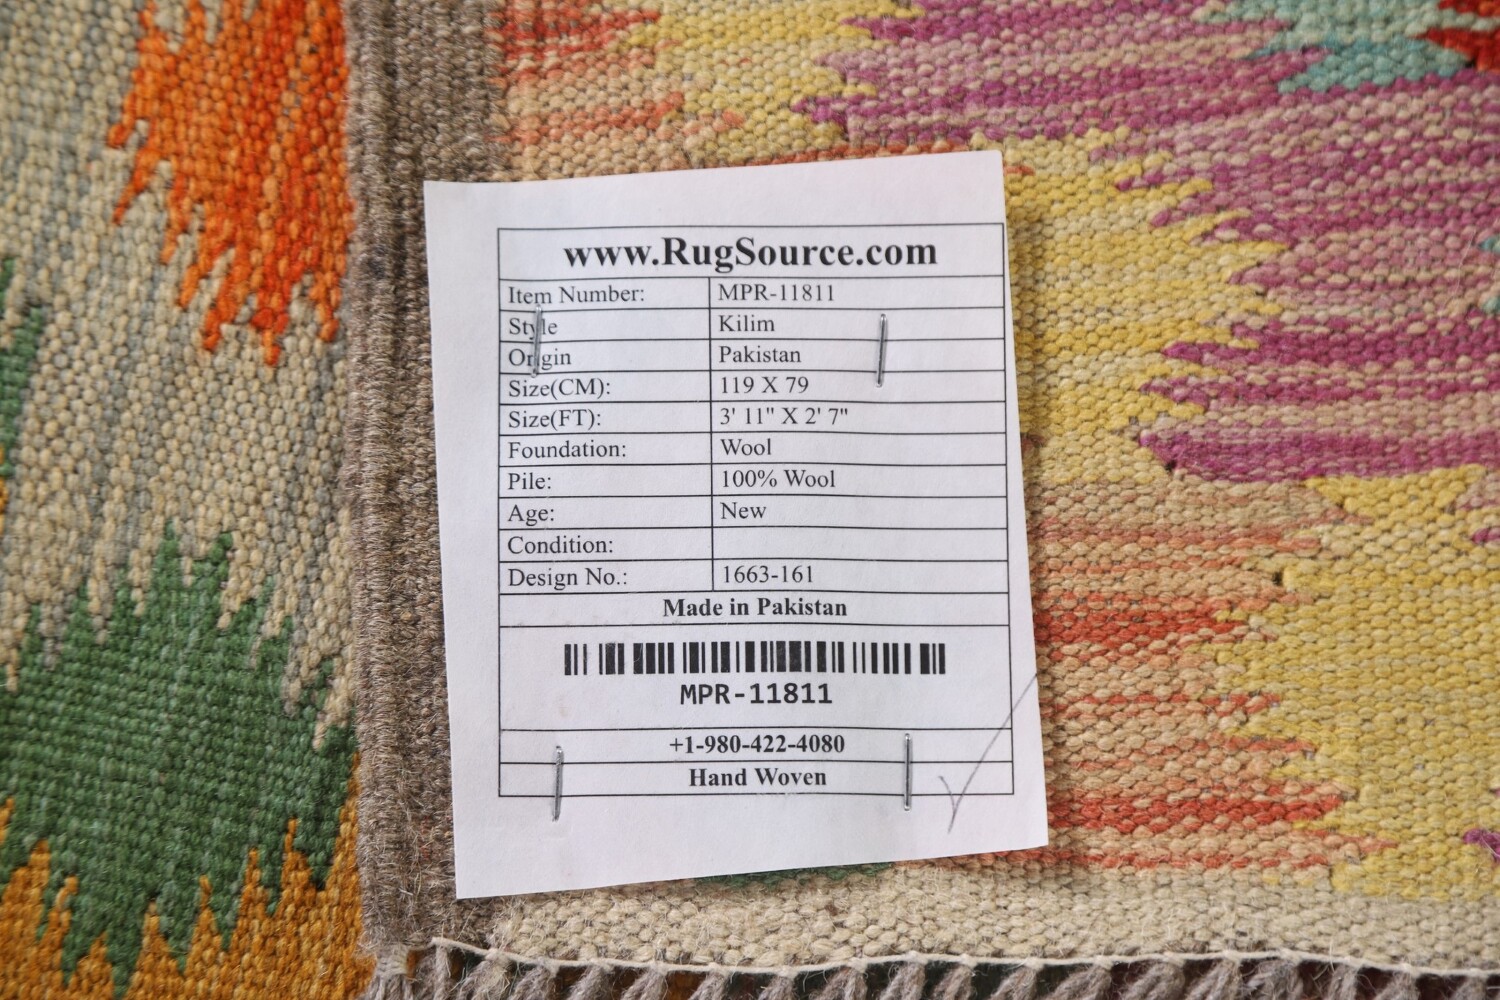 www.RugSource.com
Item Number: MPR-11811
Style Kilim
Origin Pakistan
Size(CM): 119 X 79
Size(FT): 3' 11" X 2' 7"
Foundation: Wool
Pile: 100% Wool
Age: New
Condition:
Design No.: 1663-161
Made in Pakistan
MPR-11811
+1-980-422-4080
Hand Woven